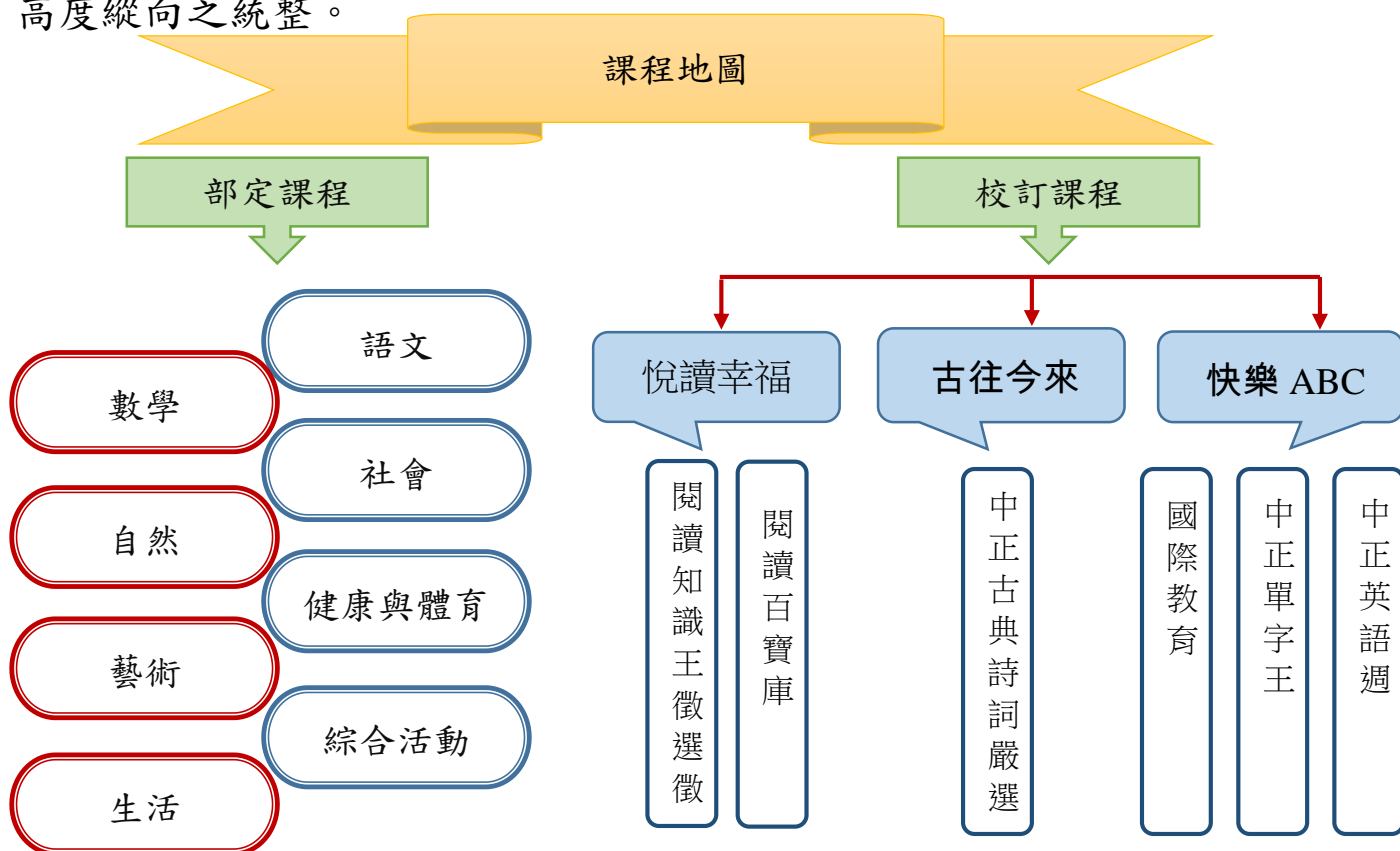 高度縱向之統整。
課程地圖
部定課程
校訂課程
語文
數學
社會
自然
健康與體育
藝術
綜合活動
生活
悅讀幸福
古往今來
快樂 ABC
閱讀知識王徵選徵
閱讀百寶庫
中正古典詩詞嚴選
國際教育
中正單字王
中正英語週